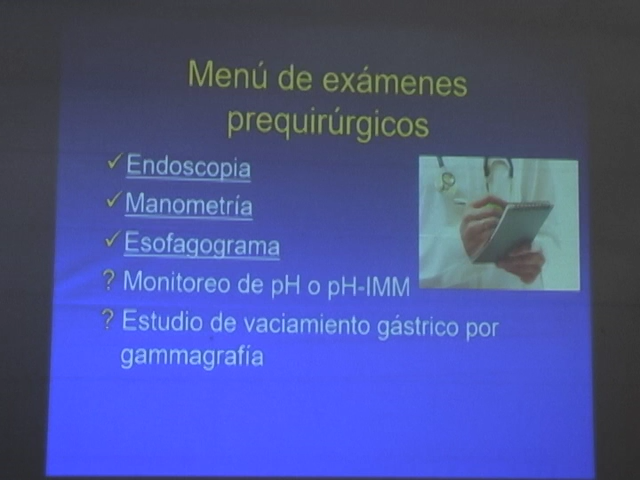 Menú de exámenes
prequirúrgicos
✓ Endoscopia
✓ Manometría
✓ Esofagograma
? Monitoreo de pH o pH-IMM
? Estudio de vaciamiento gástrico por
gammagrafía